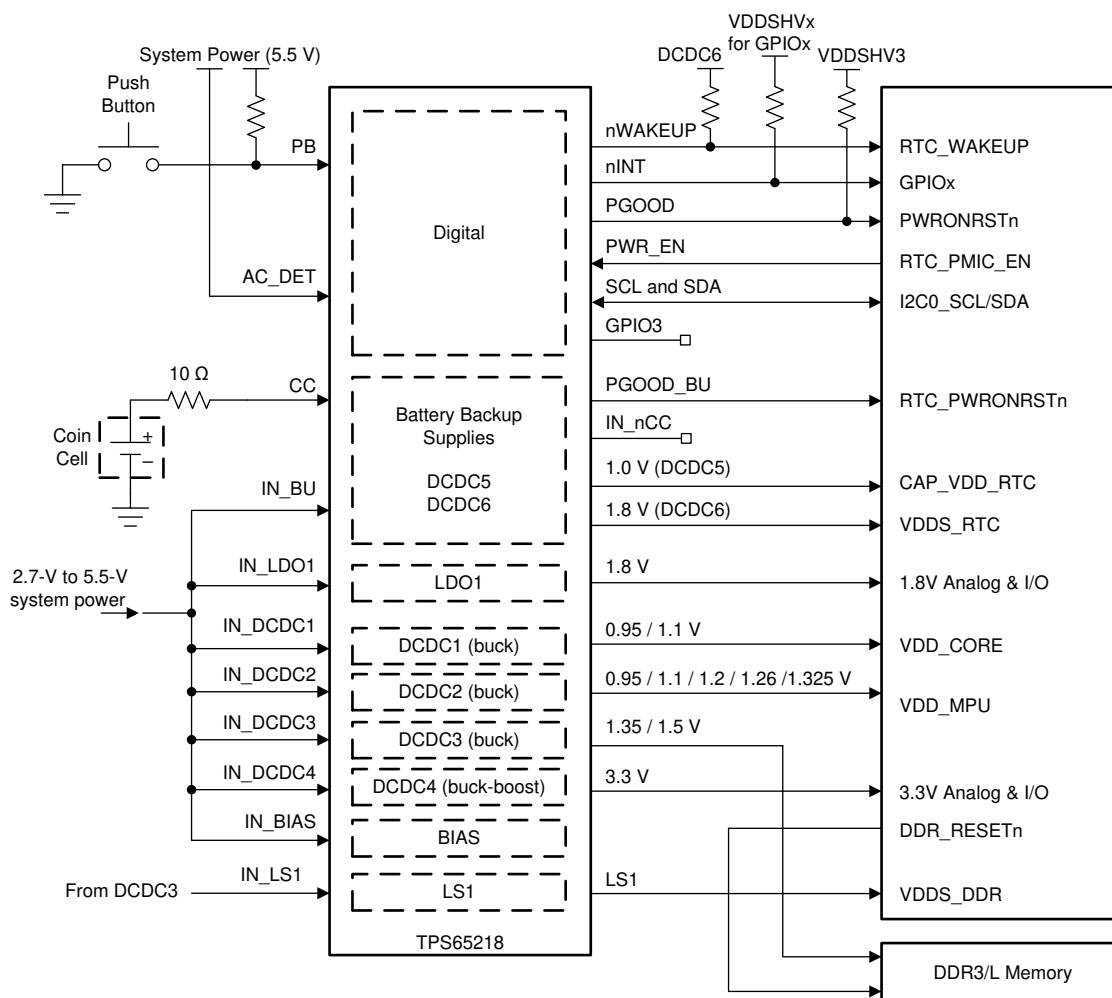 System Power (5.5 V)
Push
Button
PB
AC_DET
10 Ω
CC
Coin
Cell
+
–
IN_BU
2.7-V to 5.5-V
system power
IN_LDO1
IN_DCDC1
IN_DCDC2
IN_DCDC3
IN_DCDC4
IN_BIAS
From DCDC3
IN_LS1
Digital
Battery Backup
Supplies
DCDC5
DCDC6
LDO1
DCDC1 (buck)
DCDC2 (buck)
DCDC3 (buck)
DCDC4 (buck-boost)
BIAS
LS1
TPS65218
DCDC6
VDDSHVx
for GPIOx
VDDSHV3
nWAKEUP
nINT
PGOOD
PWR_EN
SCL and SDA
GPIO3
PGOOD_BU
IN_nCC
1.0 V (DCDC5)
1.8 V (DCDC6)
1.8 V
0.95 / 1.1 V
0.95 / 1.1 / 1.2 / 1.26 /1.325 V
1.35 / 1.5 V
3.3 V
LS1
RTC_WAKEUP
GPIOx
PWRONRSTn
RTC_PMIC_EN
I2C0_SCL/SDA
RTC_PWRONRSTn
CAP_VDD_RTC
VDDS_RTC
1.8V Analog & I/O
VDD_CORE
VDD_MPU
3.3V Analog & I/O
DDR_RESETn
VDDS_DDR
DDR3/L Memory